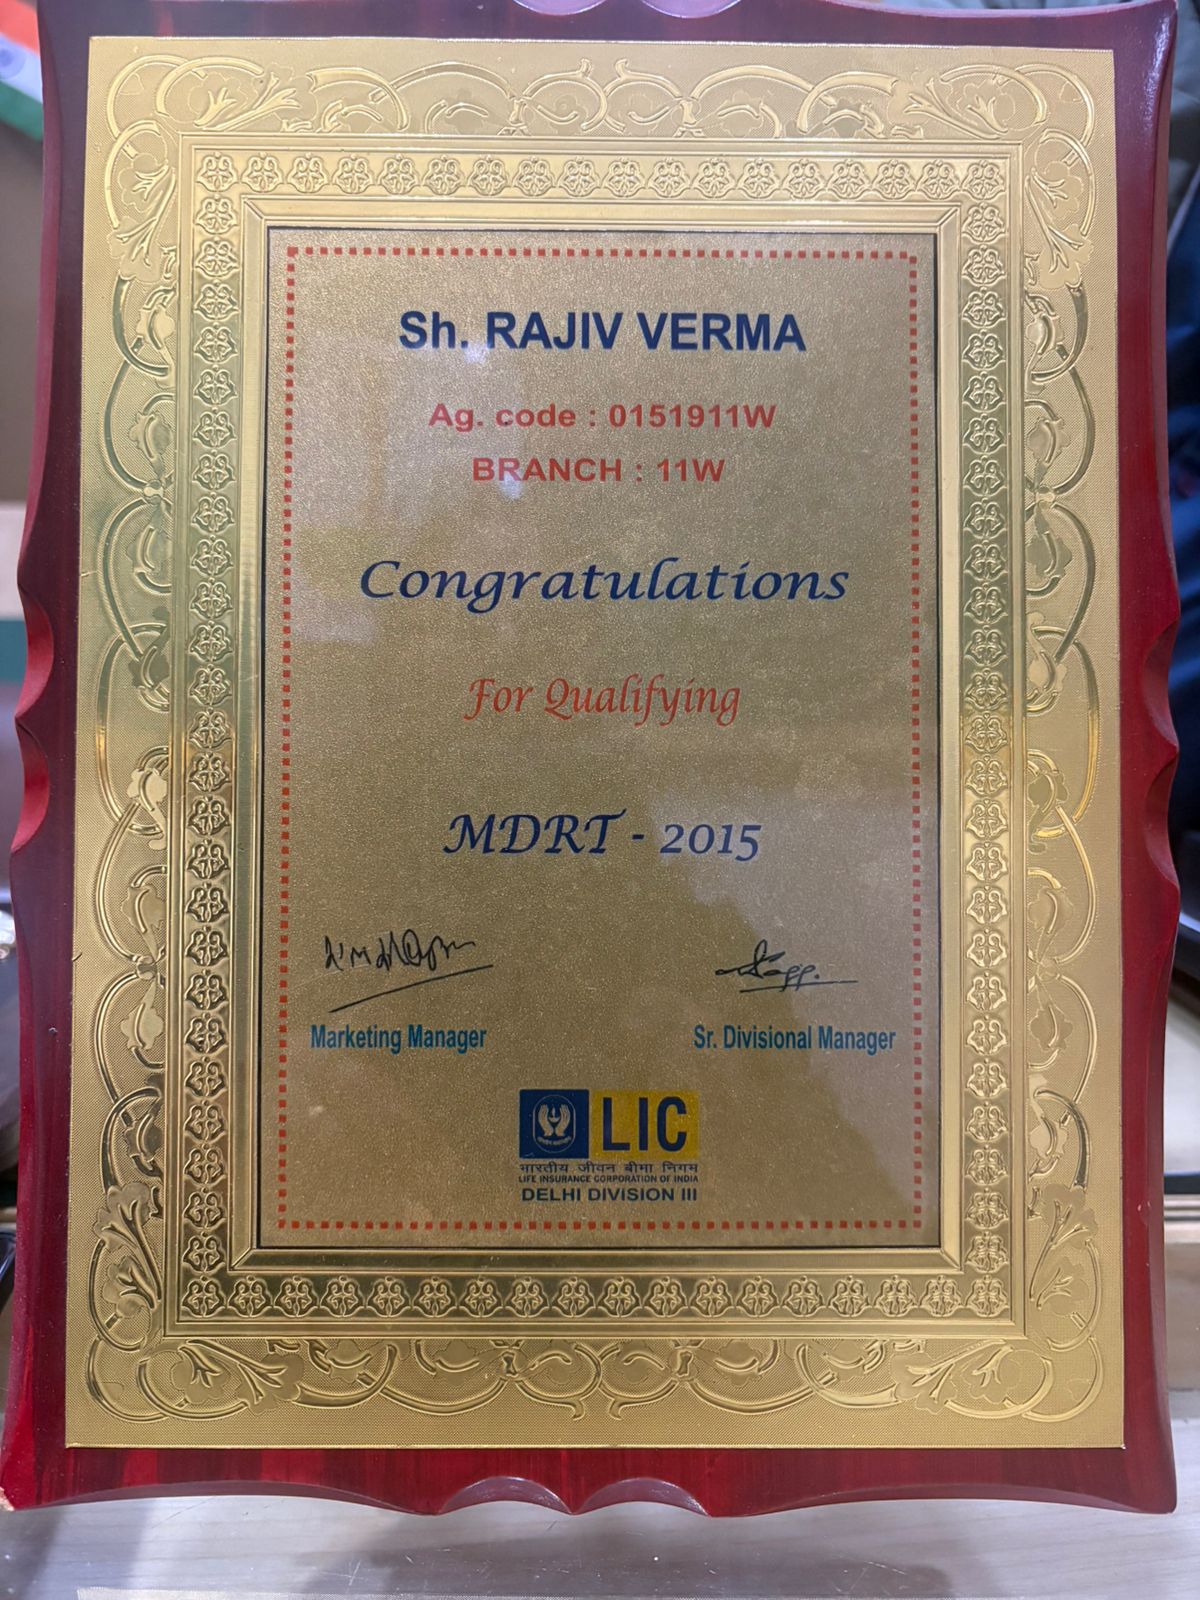 Sh. RAJIV VERMA
Ag. code : 0151911W
BRANCH : 11W
Congratulations
For Qualifying
MDRT - 2015
Marketing Manager
Sr. Divisional Manager
LIC
भारतीय जीवन बीमा निगम
LIFE INSURANCE CORPORATION OF INDIA
DELHI DIVISION III